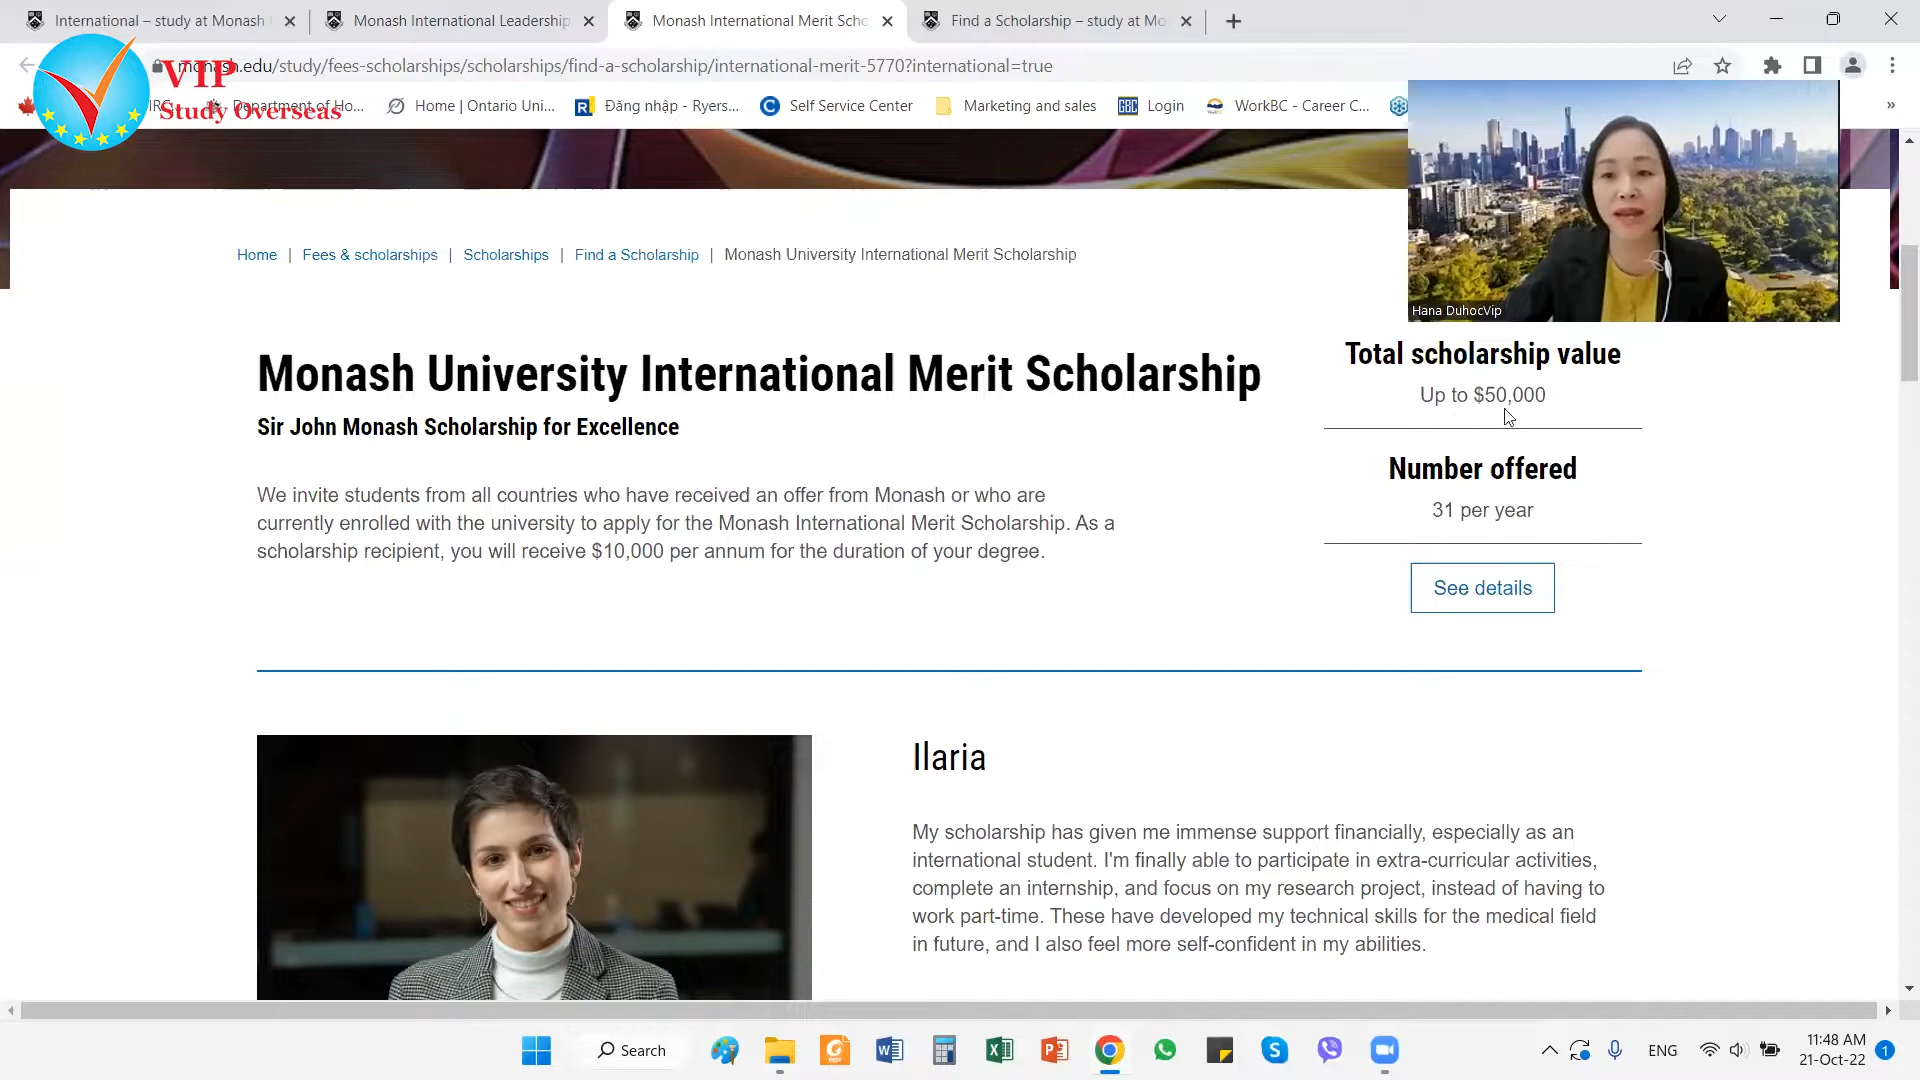 International – study at Monash
Monash International Leadership
Monash International Merit Scho
Find a Scholarship – study at Mo
monash.edu/study/fees-scholarships/scholarships/find-a-scholarship/international-merit-5770?international=true
VIP
Study Overseas
IRC
Department of Ho...
Home | Ontario Uni...
Đăng nhập - Ryers...
Self Service Center
Marketing and sales
GBC
Login
WorkBC - Career C...
»
Hana DuhocVip
Home | Fees & scholarships | Scholarships | Find a Scholarship | Monash University International Merit Scholarship
Monash University International Merit Scholarship
Sir John Monash Scholarship for Excellence
We invite students from all countries who have received an offer from Monash or who are
currently enrolled with the university to apply for the Monash International Merit Scholarship. As a
scholarship recipient, you will receive $10,000 per annum for the duration of your degree.
Total scholarship value
Up to $50,000
Number offered
31 per year
See details
Ilaria
My scholarship has given me immense support financially, especially as an
international student. I'm finally able to participate in extra-curricular activities,
complete an internship, and focus on my research project, instead of having to
work part-time. These have developed my technical skills for the medical field
in future, and I also feel more self-confident in my abilities.
Search
ENG
11:48 AM
21-Oct-22
1